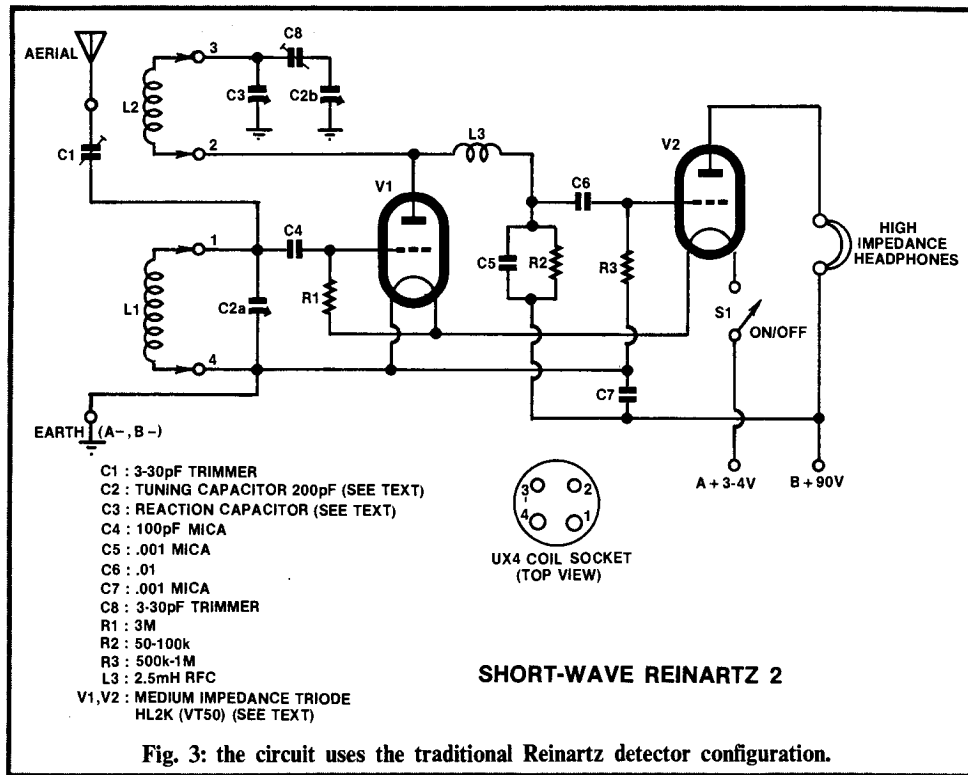 AERIAL
C8
3
C3
C2b
L2
C1
2
L3
V1
V2
C6
1
C4
HIGH
IMPEDANCE
HEADPHONES
C5
R2
R3
R1
L1
C2a
S1
ON/OFF
4
C7
EARTH (A-, B-)
A+3-4V
B+90V
C1 : 3-30pF TRIMMER
C2 : TUNING CAPACITOR 200pF (SEE TEXT)
C3 : REACTION CAPACITOR (SEE TEXT)
C4 : 100pF MICA
C5 : .001 MICA
C6 : .01
C7 : .001 MICA
C8 : 3-30pF TRIMMER
R1 : 3M
R2 : 50-100k
R3 : 500k-1M
L3 : 2.5mH RFC
V1,V2 : MEDIUM IMPEDANCE TRIODE
HL2K (VT50) (SEE TEXT)
3 2
4 1
UX4 COIL SOCKET
(TOP VIEW)
SHORT-WAVE REINARTZ 2
Fig. 3: the circuit uses the traditional Reinartz detector configuration.